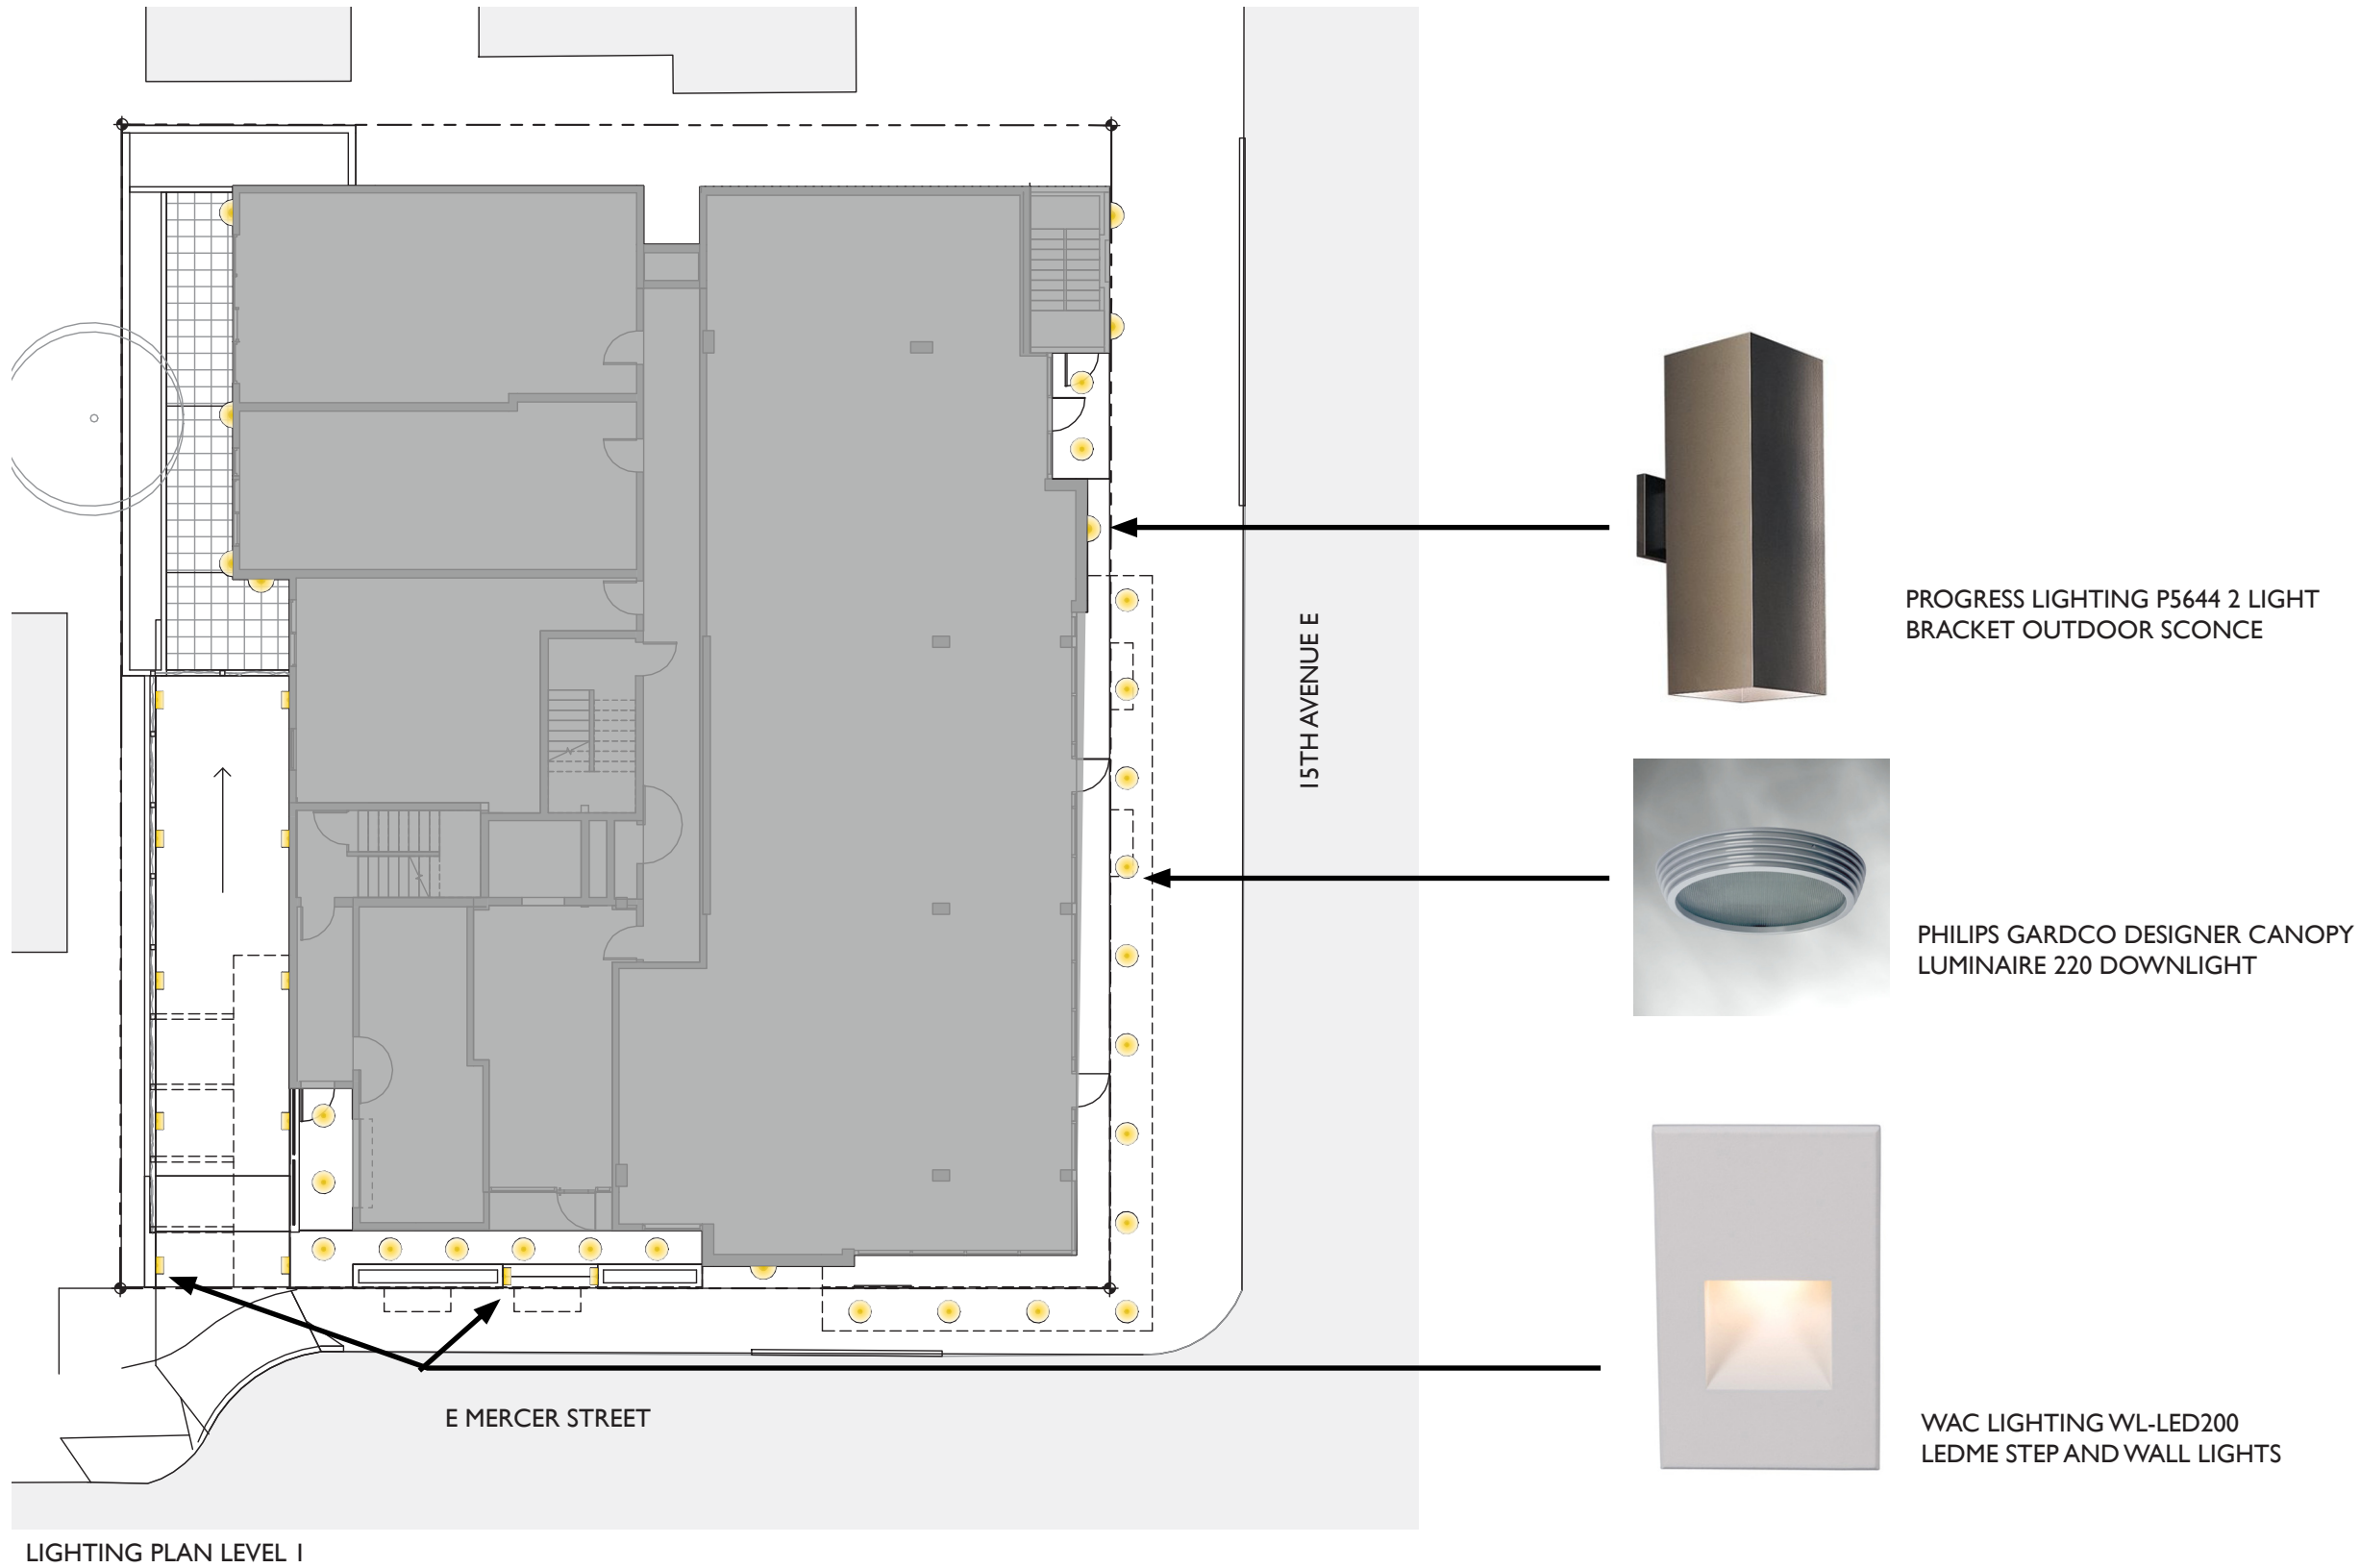 15TH AVENUE E
PROGRESS LIGHTING P5644 2 LIGHT
BRACKET OUTDOOR SCONCE
PHILIPS GARDCO DESIGNER CANOPY
LUMINAIRE 220 DOWNLIGHT
WAC LIGHTING WL-LED200
LEDME STEP AND WALL LIGHTS
E MERCER STREET
LIGHTING PLAN LEVEL 1